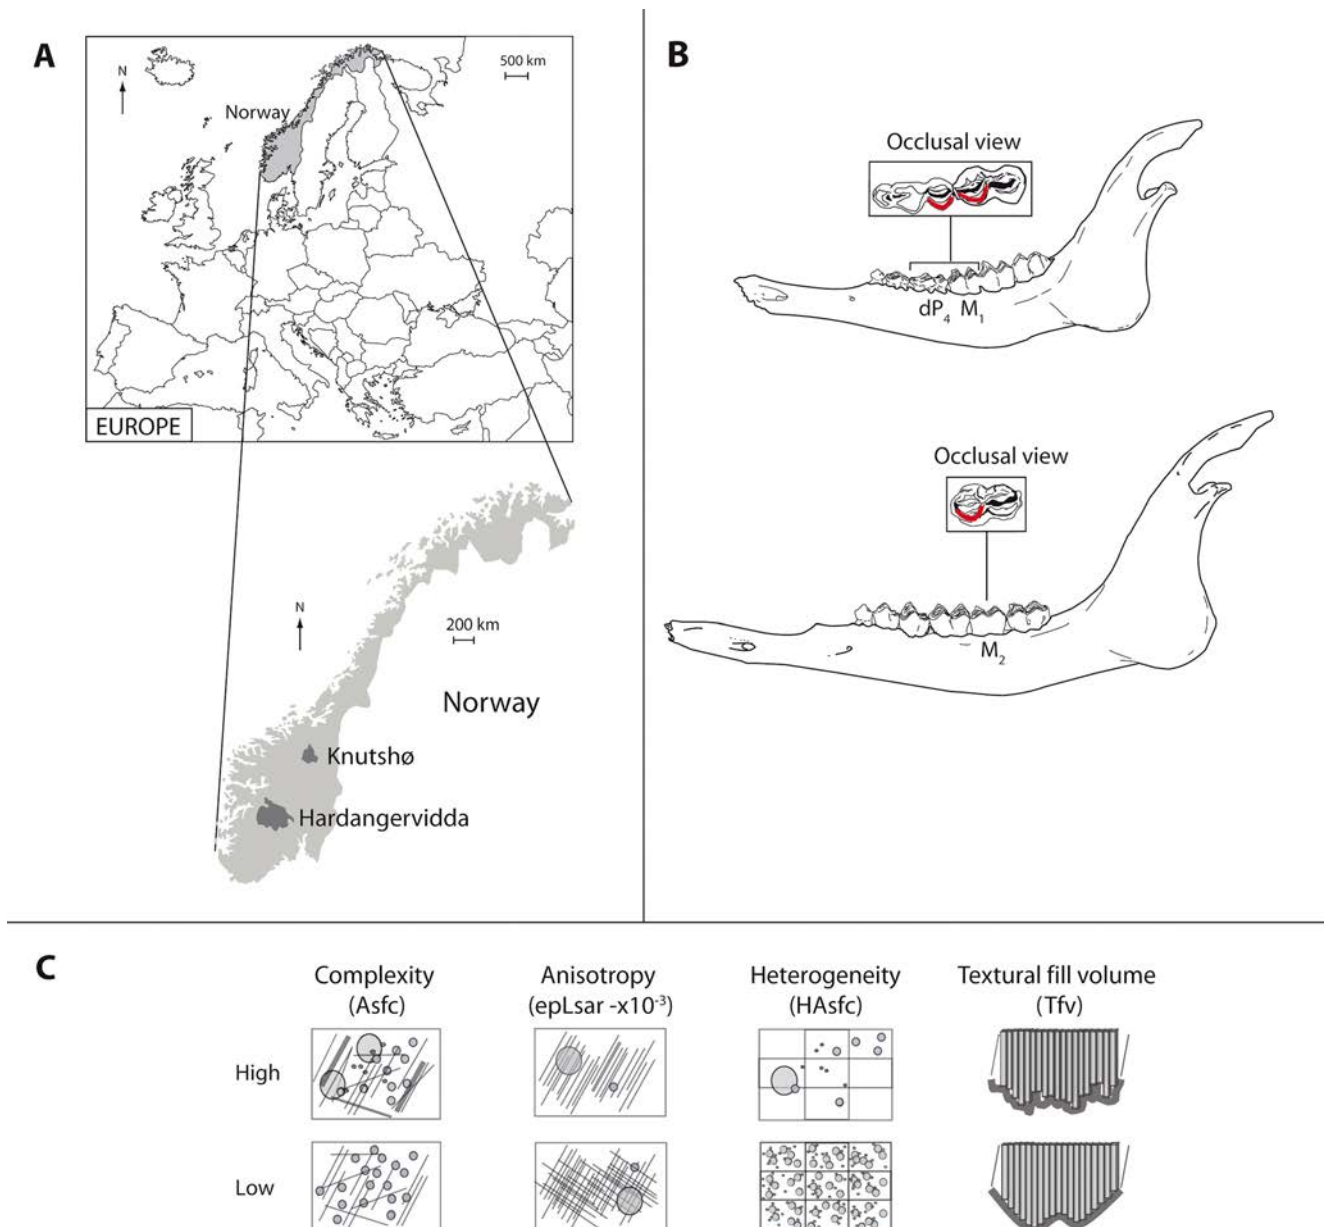 A
N
500 km
Norway
EUROPE
N
200 km
Norway
Knutshø
Hardangervidda
B
Occlusal view
dP4 M1
Occlusal view
M2
C
Complexity
(Asfc)
Anisotropy
(epLsar -x10-3)
Heterogeneity
(HAsfc)
Textural fill volume
(Tfv)
High
Low